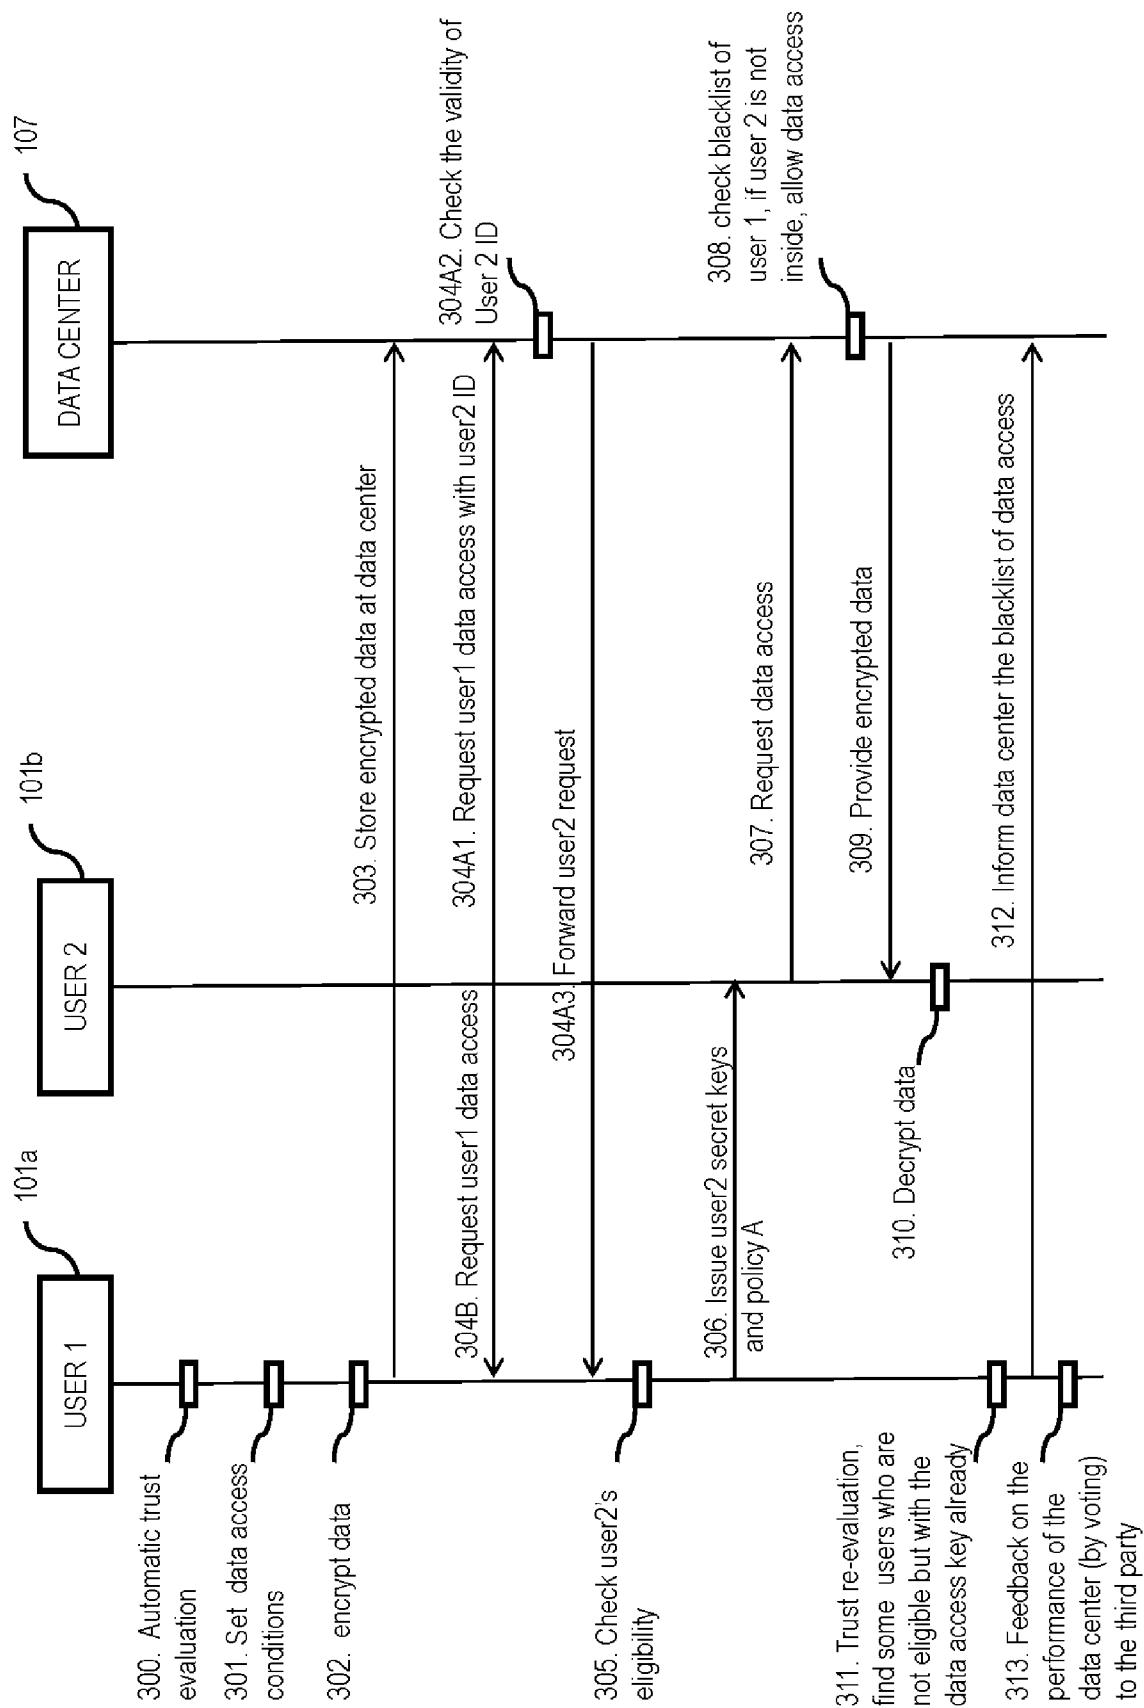 USER 1
101a
USER 2
101b
DATA CENTER
107
300. Automatic trust
evaluation
301. Set data access
conditions
302. encrypt data
303. Store encrypted data at data center
304B. Request user1 data access
304A1. Request user1 data access with user2 ID
304A2. Check the validity of
User 2 ID
304A3. Forward user2 request
305. Check user2's
eligibility
306. Issue user2 secret keys
and policy A
307. Request data access
308. check blacklist of
user 1, if user 2 is not
inside, allow data access
309. Provide encrypted data
310. Decrypt data
311. Trust re-evaluation,
find some users who are
not eligible but with the
data access key already
312. Inform data center the blacklist of data access
313. Feedback on the
performance of the
data center (by voting)
to the third party